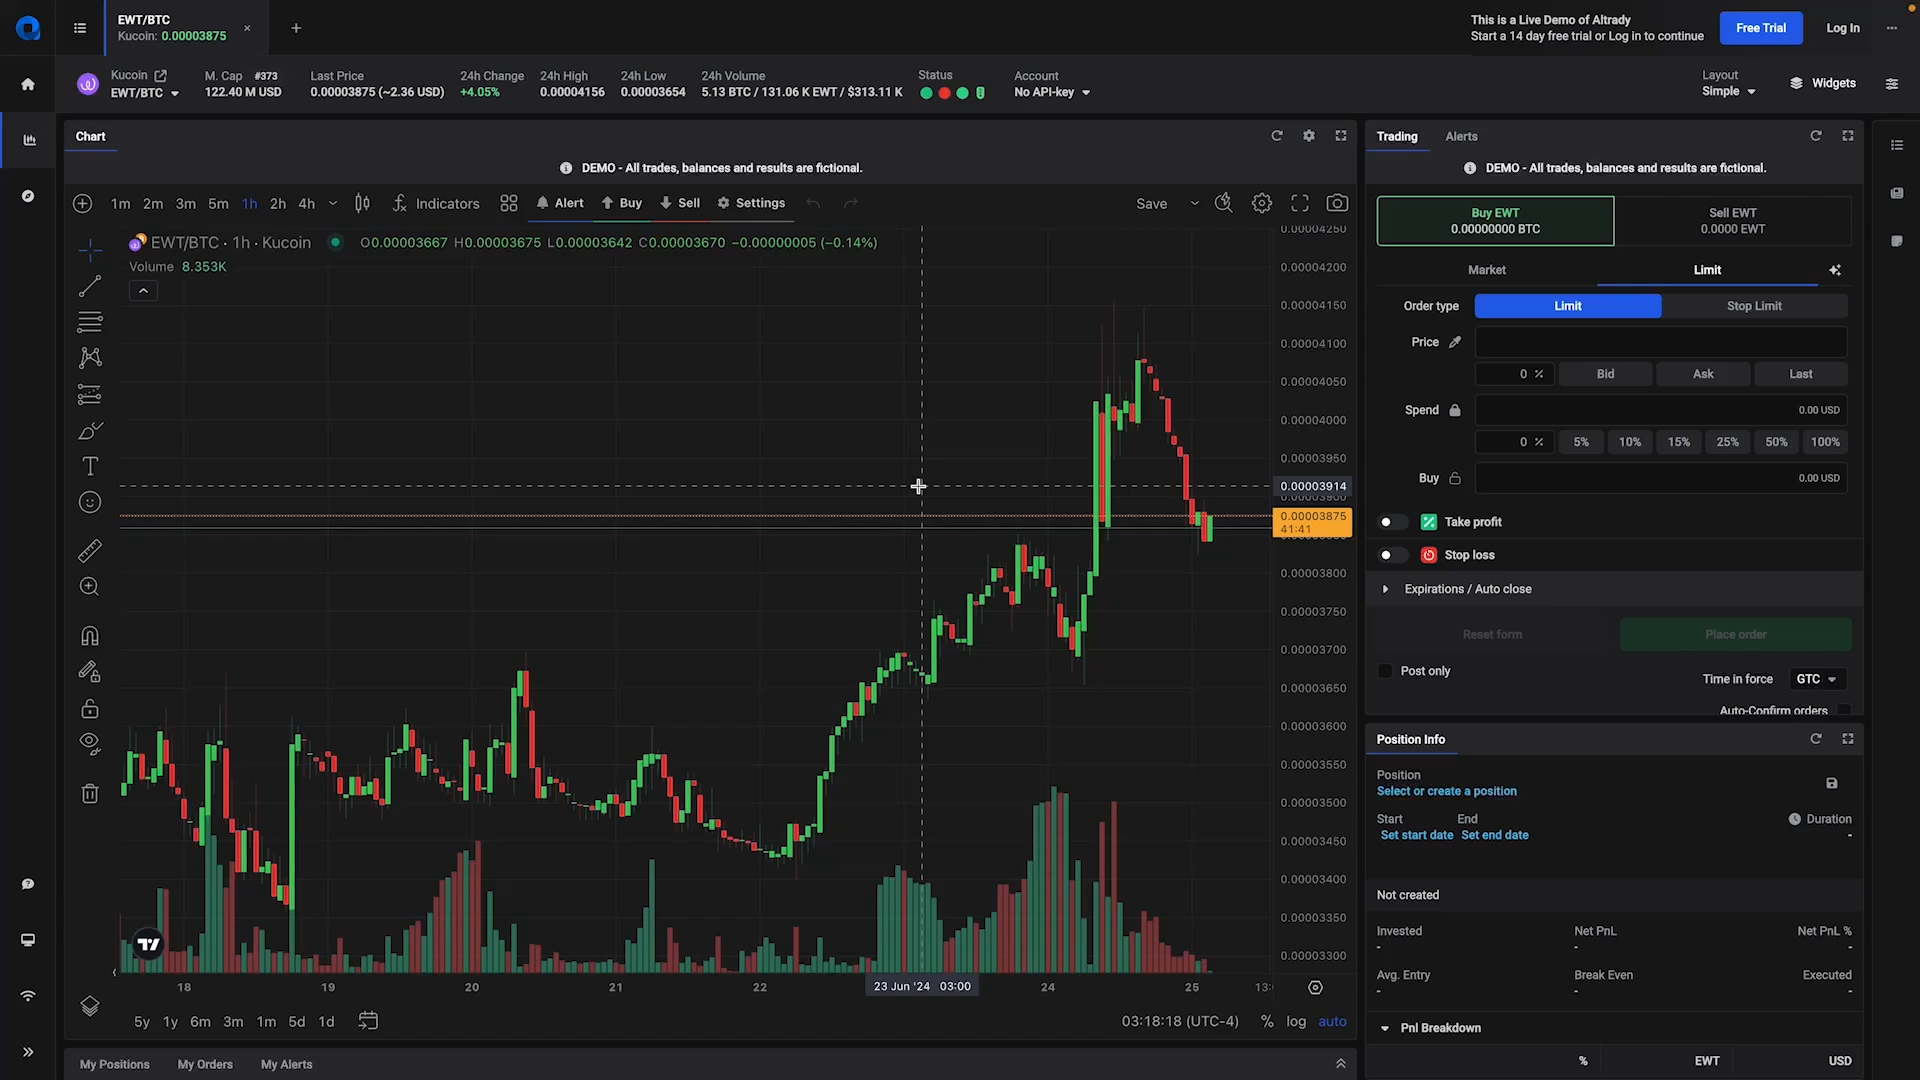 EWT/BTC
Kucoin: 0.00003875
This is a Live Demo of Altrady
Start a 14 day free trial or Log in to continue
Free Trial
Log In
Kucoin
EWT/BTC
M. Cap #373
122.40 M USD
Last Price
0.00003875 (~2.36 USD)
24h Change
+4.05%
24h High
0.00004156
24h Low
0.00003654
24h Volume
5.13 BTC / 131.06 K EWT / $313.11 K
Status
Account
No API-key
Layout
Simple
Widgets
Chart
DEMO - All trades, balances and results are fictional.
1m 2m 3m 5m 1h 2h 4h
Indicators
Alert
Buy
Sell
Settings
Save
EWT/BTC · 1h · Kucoin
O0.00003667 H0.00003675 L0.00003642 C0.00003670 −0.00000005 (−0.14%)
Volume 8.353K
0.00004250
0.00004200
0.00004150
0.00004100
0.00004050
0.00004000
0.00003950
0.00003914
0.00003900
0.00003875
41:41
0.00003800
0.00003750
0.00003700
0.00003650
0.00003600
0.00003550
0.00003500
0.00003450
0.00003400
0.00003350
0.00003300
18 19 20 21 22 23 Jun '24 03:00 24 25 13:
5y 1y 6m 3m 1m 5d 1d
03:18:18 (UTC-4) % log auto
My Positions
My Orders
My Alerts
Trading
Alerts
DEMO - All trades, balances and results are fictional.
Buy EWT
0.00000000 BTC
Sell EWT
0.0000 EWT
Market
Limit
Order type
Limit
Stop Limit
Price
0 %
Bid
Ask
Last
Spend
0.00 USD
0 % 5% 10% 15% 25% 50% 100%
Buy
0.00 USD
Take profit
Stop loss
Expirations / Auto close
Reset form
Place order
Post only
Time in force
GTC
Auto-Confirm orders
Position Info
Position
Select or create a position
Start
End
Duration
Set start date
Set end date
-
Not created
Invested
Net PnL
Net PnL %
- - -
Avg. Entry
Break Even
Executed
- - -
Pnl Breakdown
% EWT USD